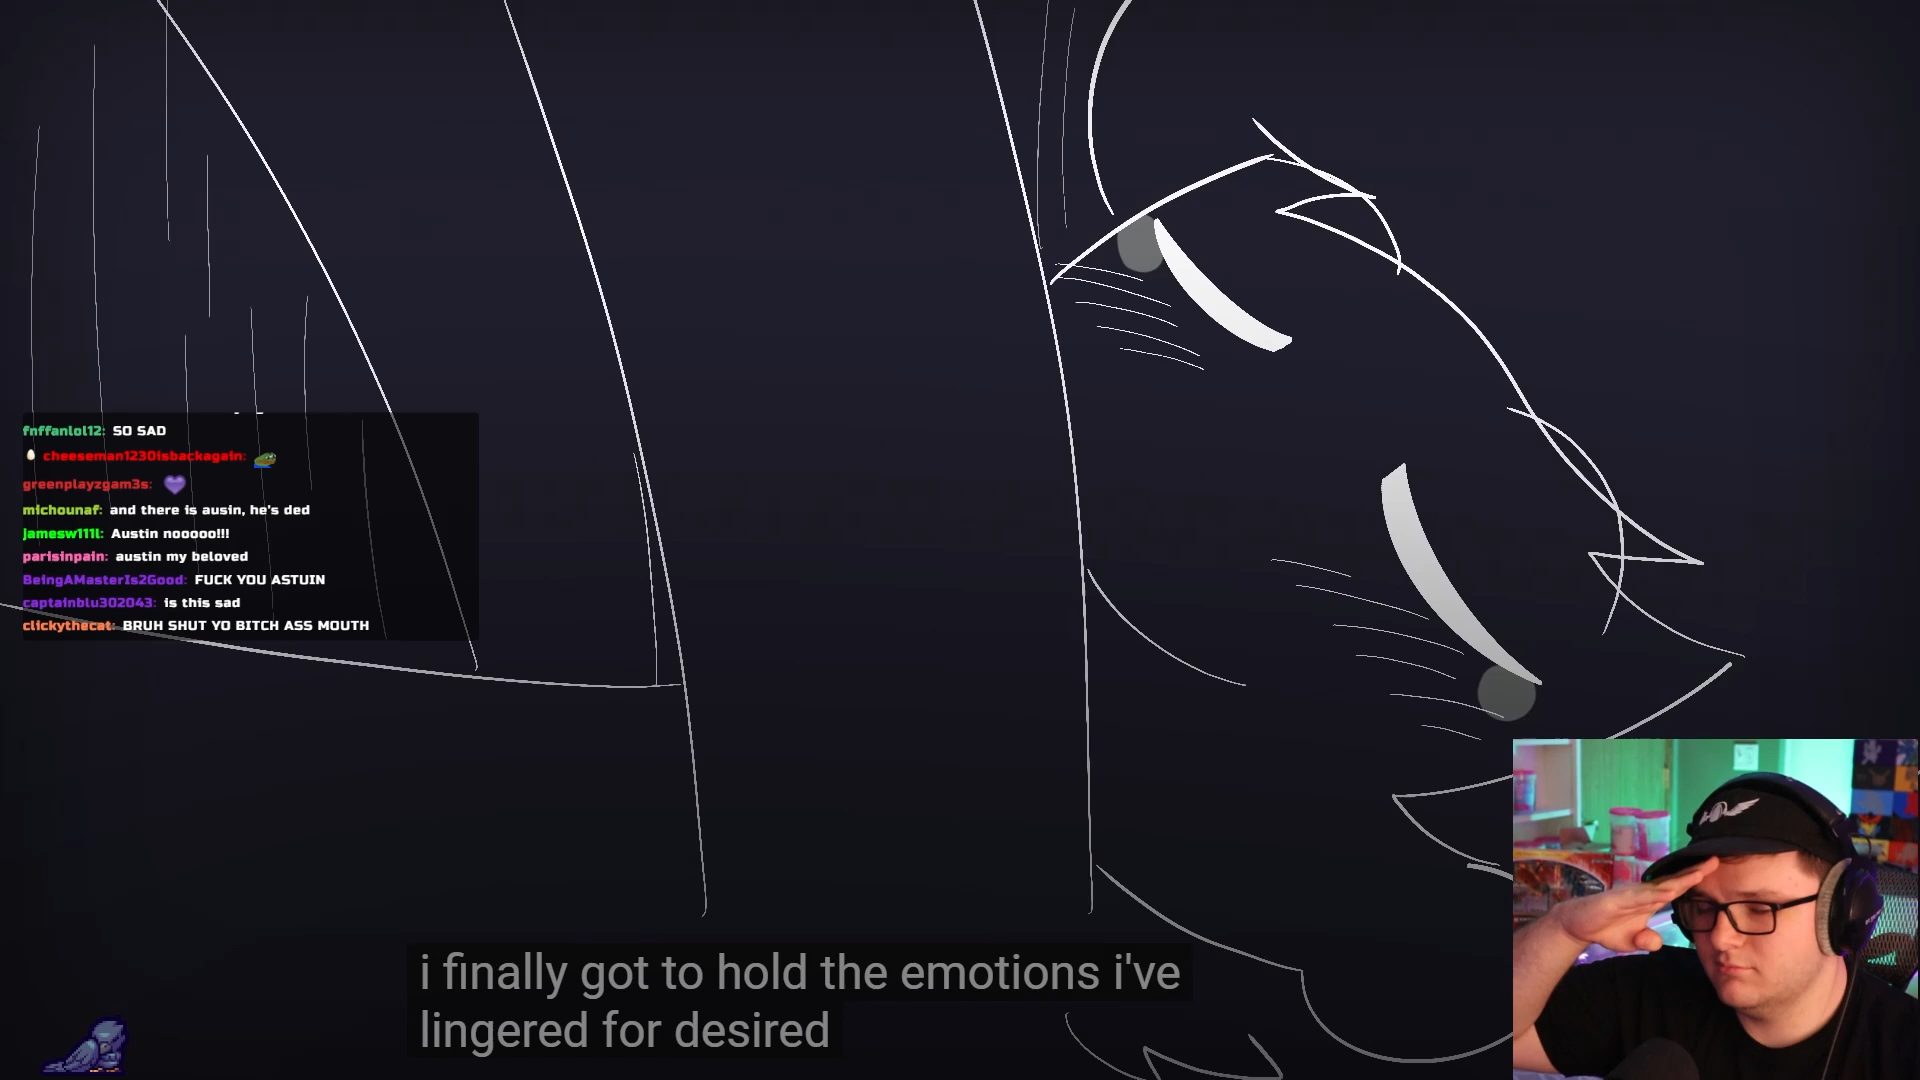 fnffanlol12: SO SAD
cheeseman1230isbackagain:
greenplayzgam3s:
michounaf: and there is ausin, he's ded
jamesw111l: Austin nooooo!!!
parisinpain: austin my beloved
BeingAMasterIs2Good: FUCK YOU ASTUIN
captainblu302043: is this sad
clickythecat: BRUH SHUT YO BITCH ASS MOUTH
i finally got to hold the emotions i've
lingered for desired